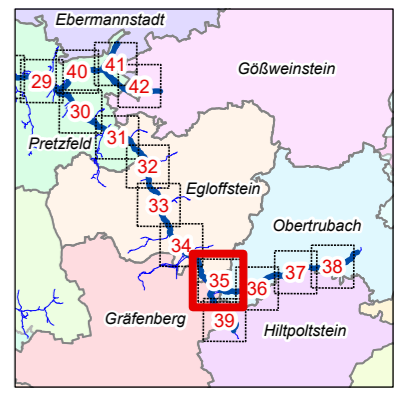 Ebermannstadt
41
40
29
42
Gößweinstein
30
31
Pretzfeld
32
Egloffstein
33
Obertrubach
34
38
37
35
36
Gräfenberg
39
Hiltpoltstein